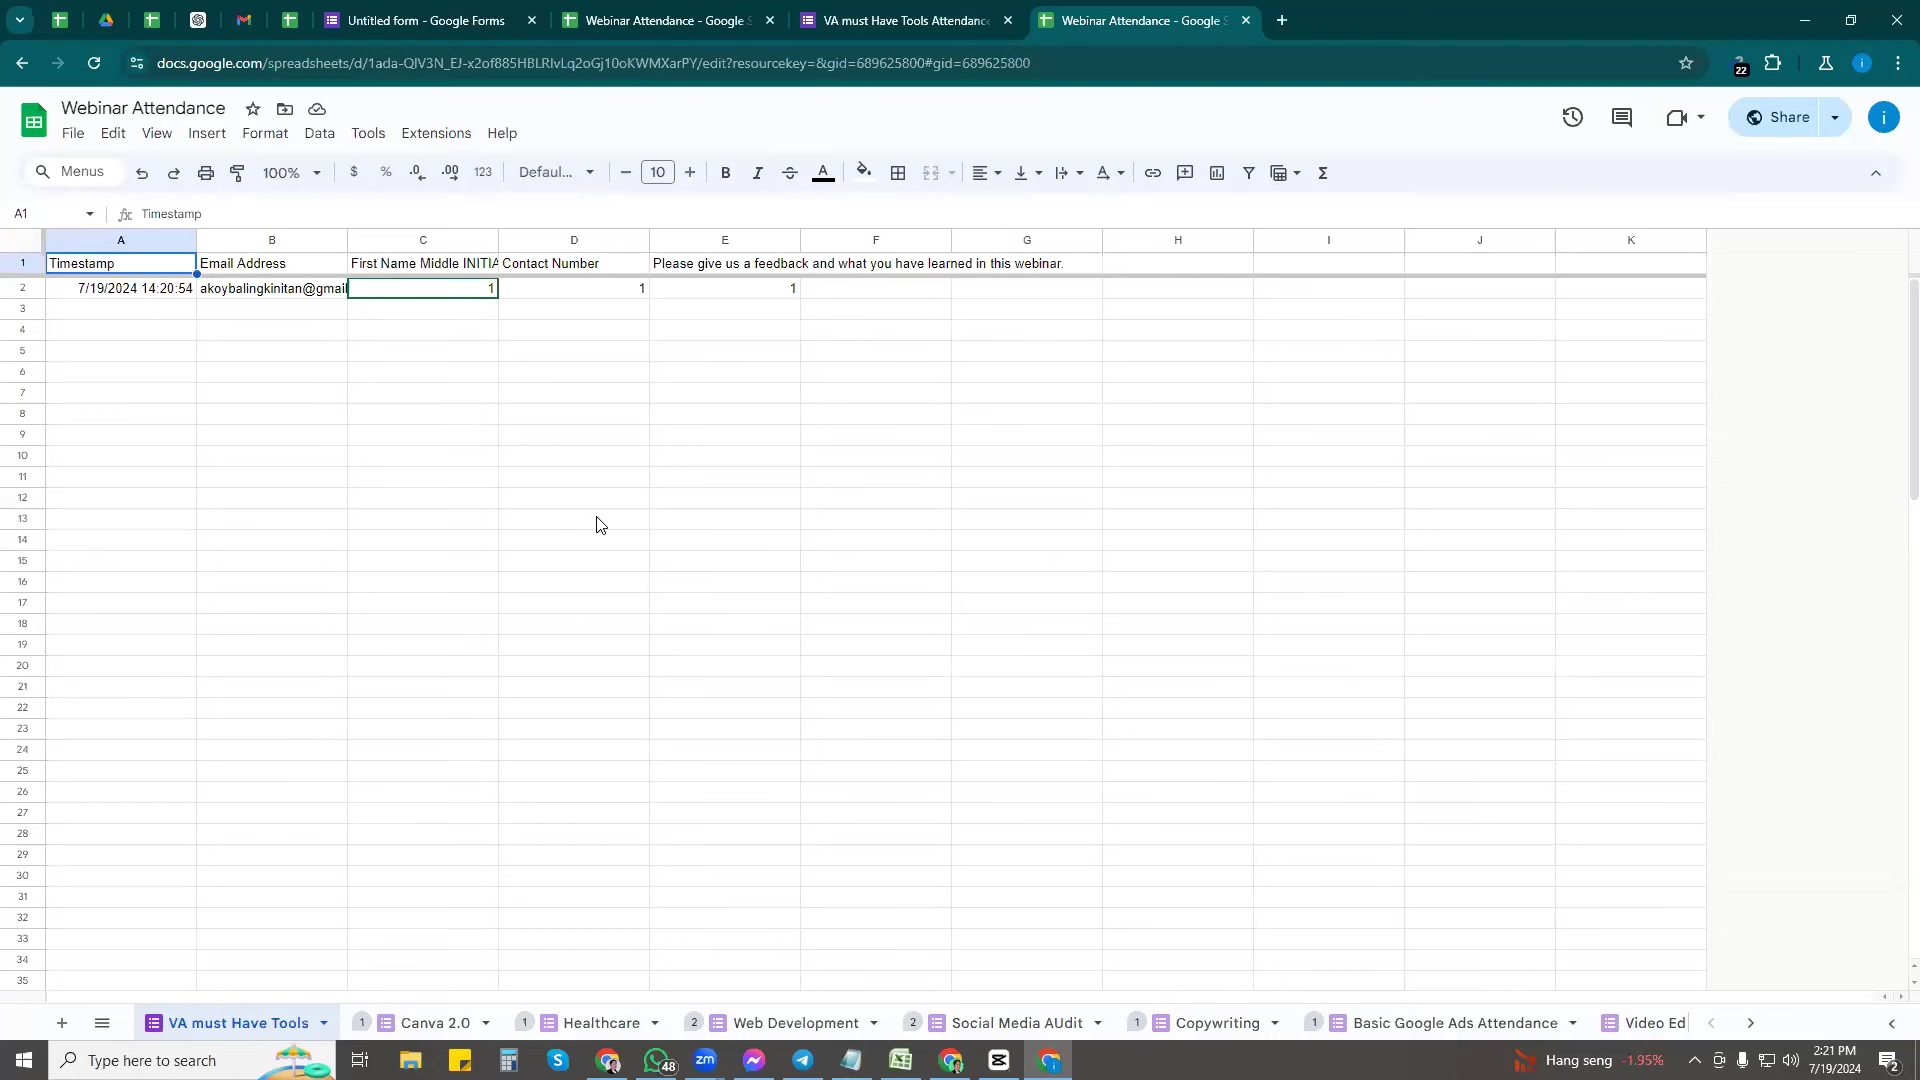 Untitled form - Google Forms
Webinar Attendance - Google S
VA must Have Tools Attendance
Webinar Attendance - Google S
docs.google.com/spreadsheets/d/1ada-QlV3N_EJ-x2of885HBLRlvLq2oGj10oKWMXarPY/edit?resourcekey=&gid=689625800#gid=689625800
22
i
Webinar Attendance
Share
i
File Edit View Insert Format Data Tools Extensions Help
Menus 100% $ % .0 .00 123 Defaul... 10 B I A
A1 fx Timestamp
A B C D E F G H I J K
1 Timestamp Email Address First Name Middle INITIA Contact Number Please give us a feedback and what you have learned in this webinar.
2 7/19/2024 14:20:54 akoybalingkinitan@gmail 1 1 1
3
4
5
6
7
8
9
10
11
12
13
14
15
16
17
18
19
20
21
22
23
24
25
26
27
28
29
30
31
32
33
34
35
VA must Have Tools 1 Canva 2.0 1 Healthcare 2 Web Development 2 Social Media AUdit 1 Copywriting 1 Basic Google Ads Attendance Video Ed
Type here to search 48 zm Hang seng -1.95% 2:21 PM
7/19/2024 2